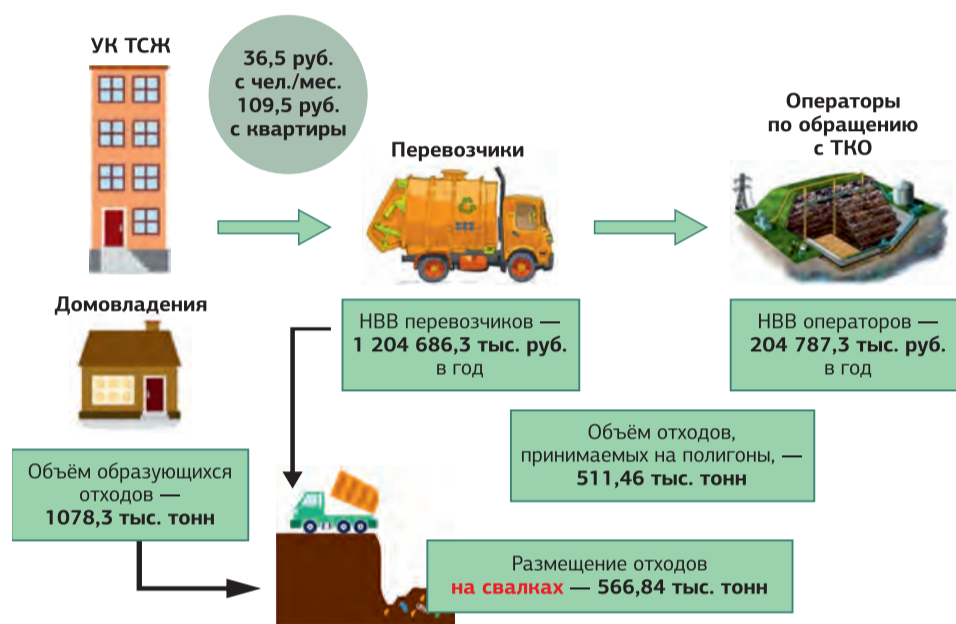 УК ТСЖ
36,5 руб.
с чел./мес.
109,5 руб.
с квартиры
Перевозчики
Операторы
по обращению
с ТКО
Домовладения
НВВ перевозчиков —
1 204 686,3 тыс. руб.
в год
НВВ операторов —
204 787,3 тыс. руб.
в год
Объём отходов,
принимаемых на полигоны, —
511,46 тыс. тонн
Объём образующихся
отходов —
1078,3 тыс. тонн
Размещение отходов
на свалках — 566,84 тыс. тонн